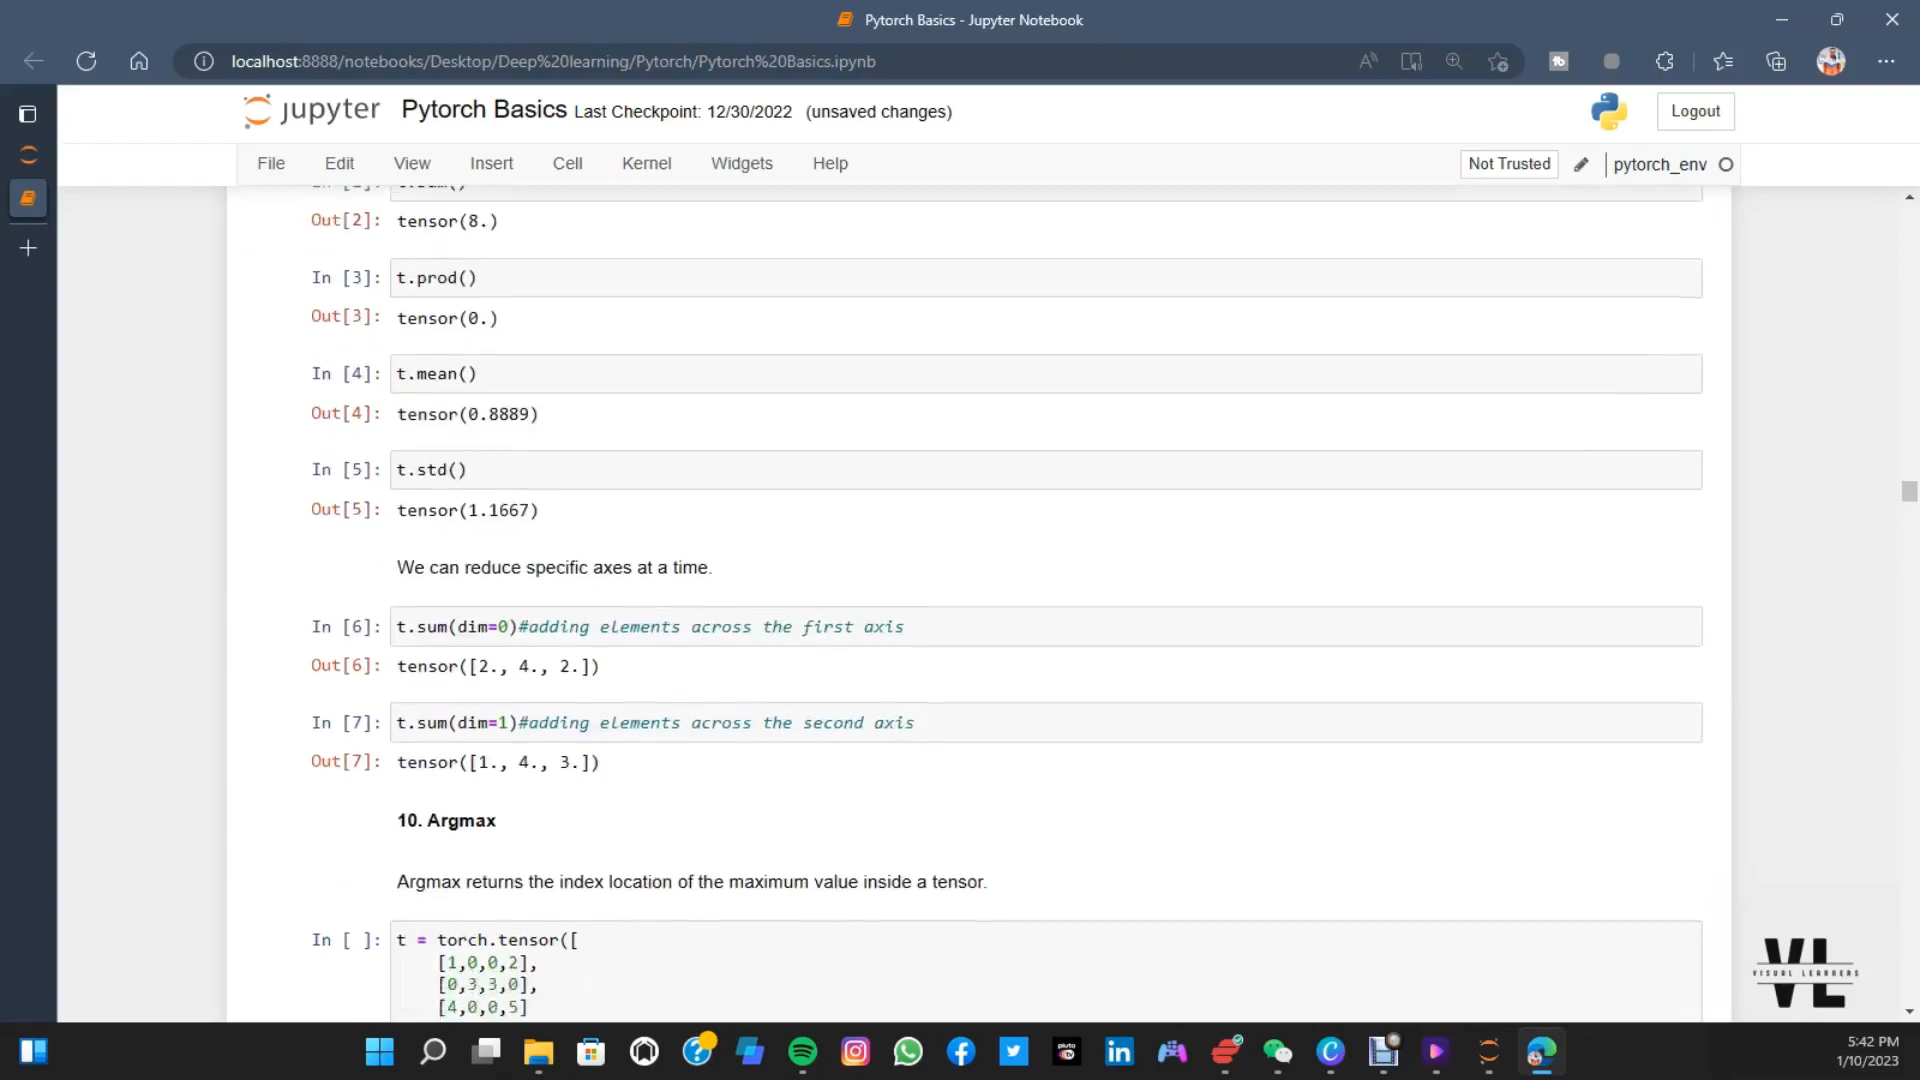 Pytorch Basics - Jupyter Notebook
localhost:8888/notebooks/Desktop/Deep%20learning/Pytorch/Pytorch%20Basics.ipynb
jupyter Pytorch Basics Last Checkpoint: 12/30/2022 (unsaved changes) Logout
File Edit View Insert Cell Kernel Widgets Help Not Trusted pytorch_env
Out[2]: tensor(8.)
In [3]: t.prod()
Out[3]: tensor(0.)
In [4]: t.mean()
Out[4]: tensor(0.8889)
In [5]: t.std()
Out[5]: tensor(1.1667)
We can reduce specific axes at a time.
In [6]: t.sum(dim=0)#adding elements across the first axis
Out[6]: tensor([2., 4., 2.])
In [7]: t.sum(dim=1)#adding elements across the second axis
Out[7]: tensor([1., 4., 3.])
10. Argmax
Argmax returns the index location of the maximum value inside a tensor.
In [ ]: t = torch.tensor([
[1,0,0,2],
[0,3,3,0],
[4,0,0,5]
VL
VISUAL LEARNERS
pluto tv
5:42 PM
1/10/2023